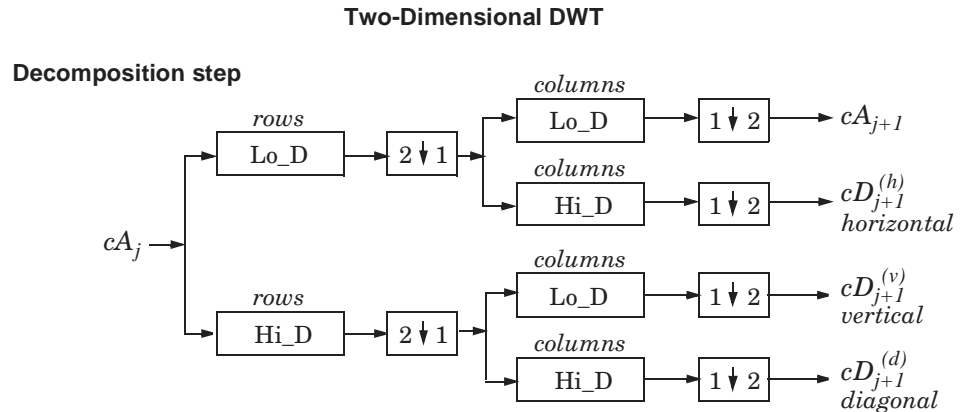 Two-Dimensional DWT
Decomposition step
columns
rows
Lo_D
1 ↓ 2
cA_{j+1}
Lo_D
2 ↓ 1
columns
Hi_D
1 ↓ 2
cD_{j+1}^{(h)}
horizontal
cA_j
columns
rows
Lo_D
1 ↓ 2
cD_{j+1}^{(v)}
vertical
Hi_D
2 ↓ 1
columns
Hi_D
1 ↓ 2
cD_{j+1}^{(d)}
diagonal